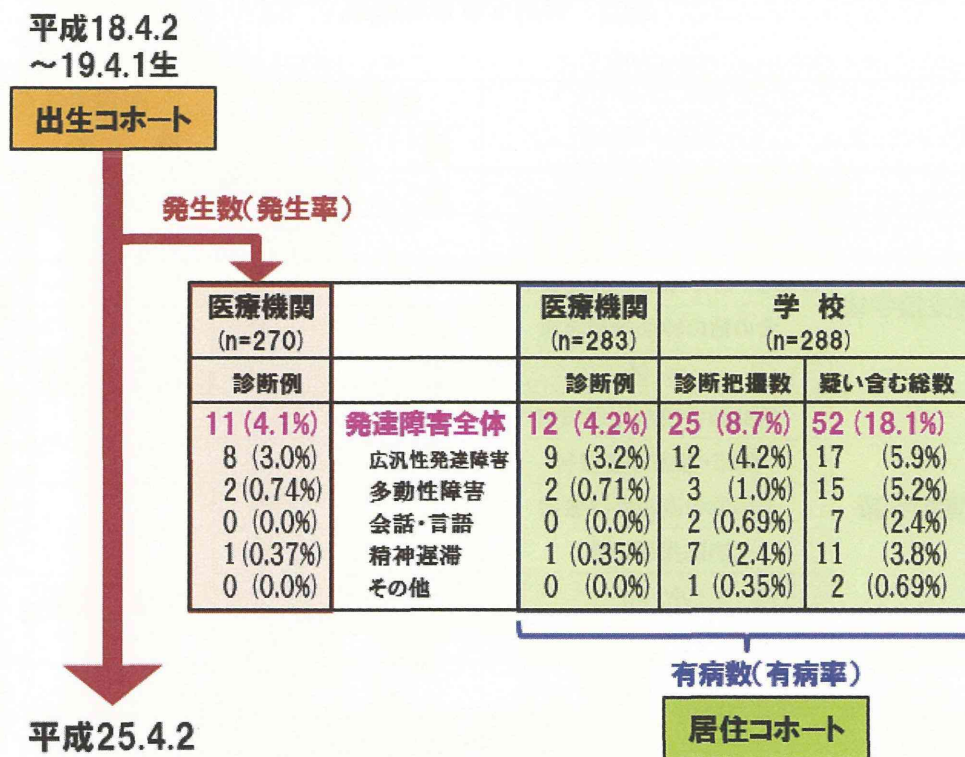 平成18.4.2
～19.4.1生
出生コホート
発生数(発生率)
医療機関 医療機関 学 校
(n=270) (n=283) (n=288)
診断例 診断例 診断把握数 疑い含む総数
11 (4.1%) 発達障害全体 12 (4.2%) 25 (8.7%) 52 (18.1%)
8 (3.0%) 広汎性発達障害 9 (3.2%) 12 (4.2%) 17 (5.9%)
2 (0.74%) 多動性障害 2 (0.71%) 3 (1.0%) 15 (5.2%)
0 (0.0%) 会話・言語 0 (0.0%) 2 (0.69%) 7 (2.4%)
1 (0.37%) 精神遅滞 1 (0.35%) 7 (2.4%) 11 (3.8%)
0 (0.0%) その他 0 (0.0%) 1 (0.35%) 2 (0.69%)
有病数(有病率)
平成25.4.2
居住コホート